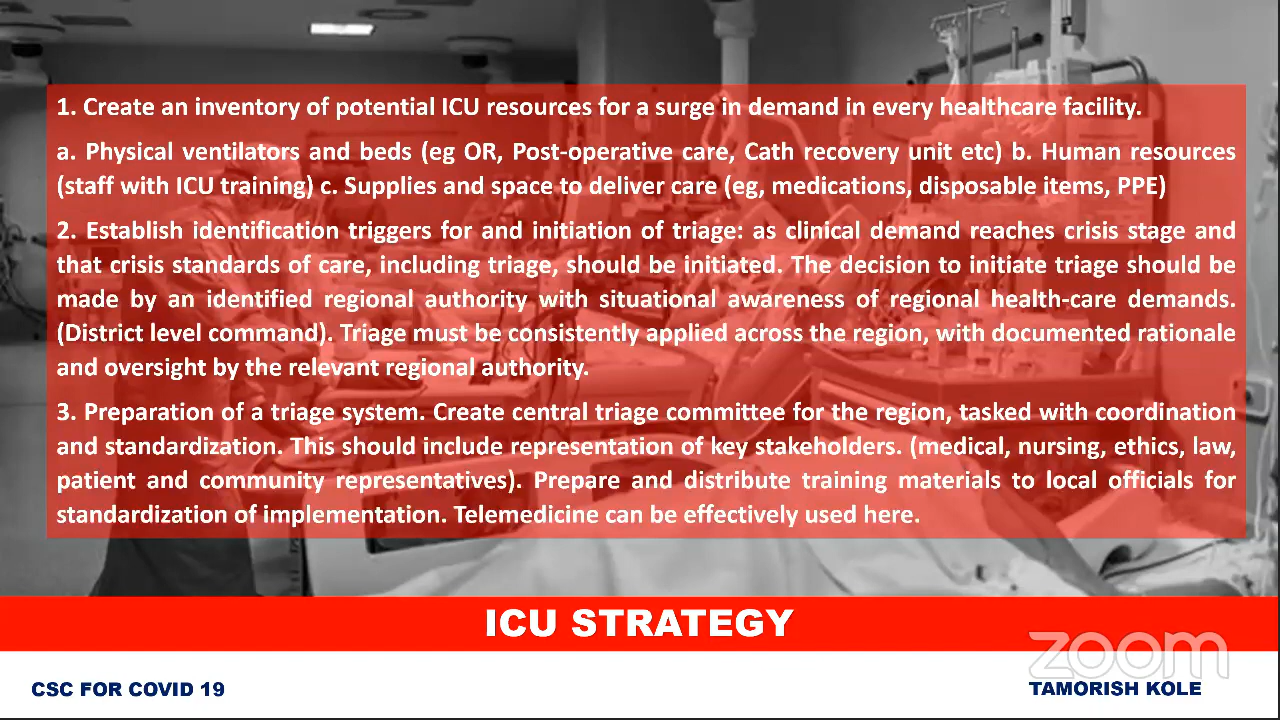 1. Create an inventory of potential ICU resources for a surge in demand in every healthcare facility.
a. Physical ventilators and beds (eg OR, Post-operative care, Cath recovery unit etc) b. Human resources
(staff with ICU training) c. Supplies and space to deliver care (eg, medications, disposable items, PPE)
2. Establish identification triggers for and initiation of triage: as clinical demand reaches crisis stage and
that crisis standards of care, including triage, should be initiated. The decision to initiate triage should be
made by an identified regional authority with situational awareness of regional health-care demands.
(District level command). Triage must be consistently applied across the region, with documented rationale
and oversight by the relevant regional authority.
3. Preparation of a triage system. Create central triage committee for the region, tasked with coordination
and standardization. This should include representation of key stakeholders. (medical, nursing, ethics, law,
patient and community representatives). Prepare and distribute training materials to local officials for
standardization of implementation. Telemedicine can be effectively used here.
ICU STRATEGY
zoom
CSC FOR COVID 19
TAMORISH KOLE